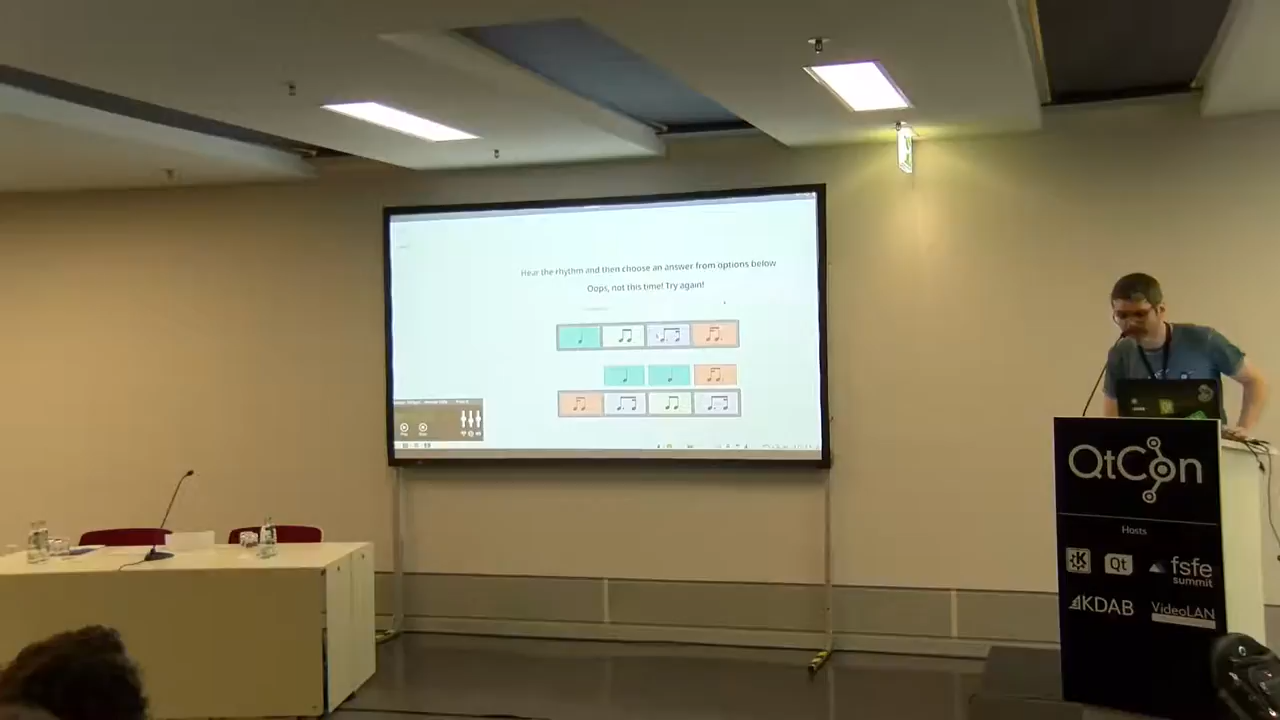 Hear the rhythm and then choose an answer from options below
Oops, not this time! Try again!
QtCon
Hosts
Qt
fsfe
summit
KDAB
VideoLAN